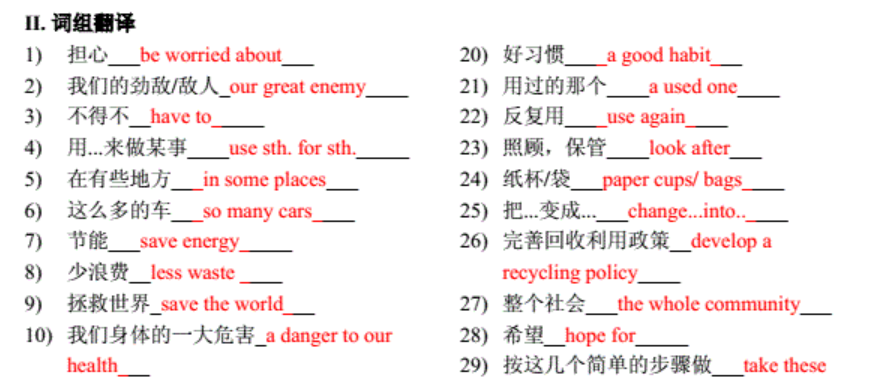 II. 词组翻译
1) 担心___be worried about___
2) 我们的劲敌/敌人_our great enemy____
3) 不得不__have to_____
4) 用...来做某事____use sth. for sth._____
5) 在有些地方___in some places___
6) 这么多的车___so many cars____
7) 节能___save energy_____
8) 少浪费__less waste ____
9) 拯救世界_save the world___
10) 我们身体的一大危害_a danger to our
health___
20) 好习惯____a good habit___
21) 用过的那个____a used one____
22) 反复用____use again____
23) 照顾，保管____look after___
24) 纸杯/袋___paper cups/ bags____
25) 把...变成...___change...into..____
26) 完善回收利用政策__develop a
recycling policy____
27) 整个社会___the whole community___
28) 希望__hope for_____
29) 按这几个简单的步骤做___take these